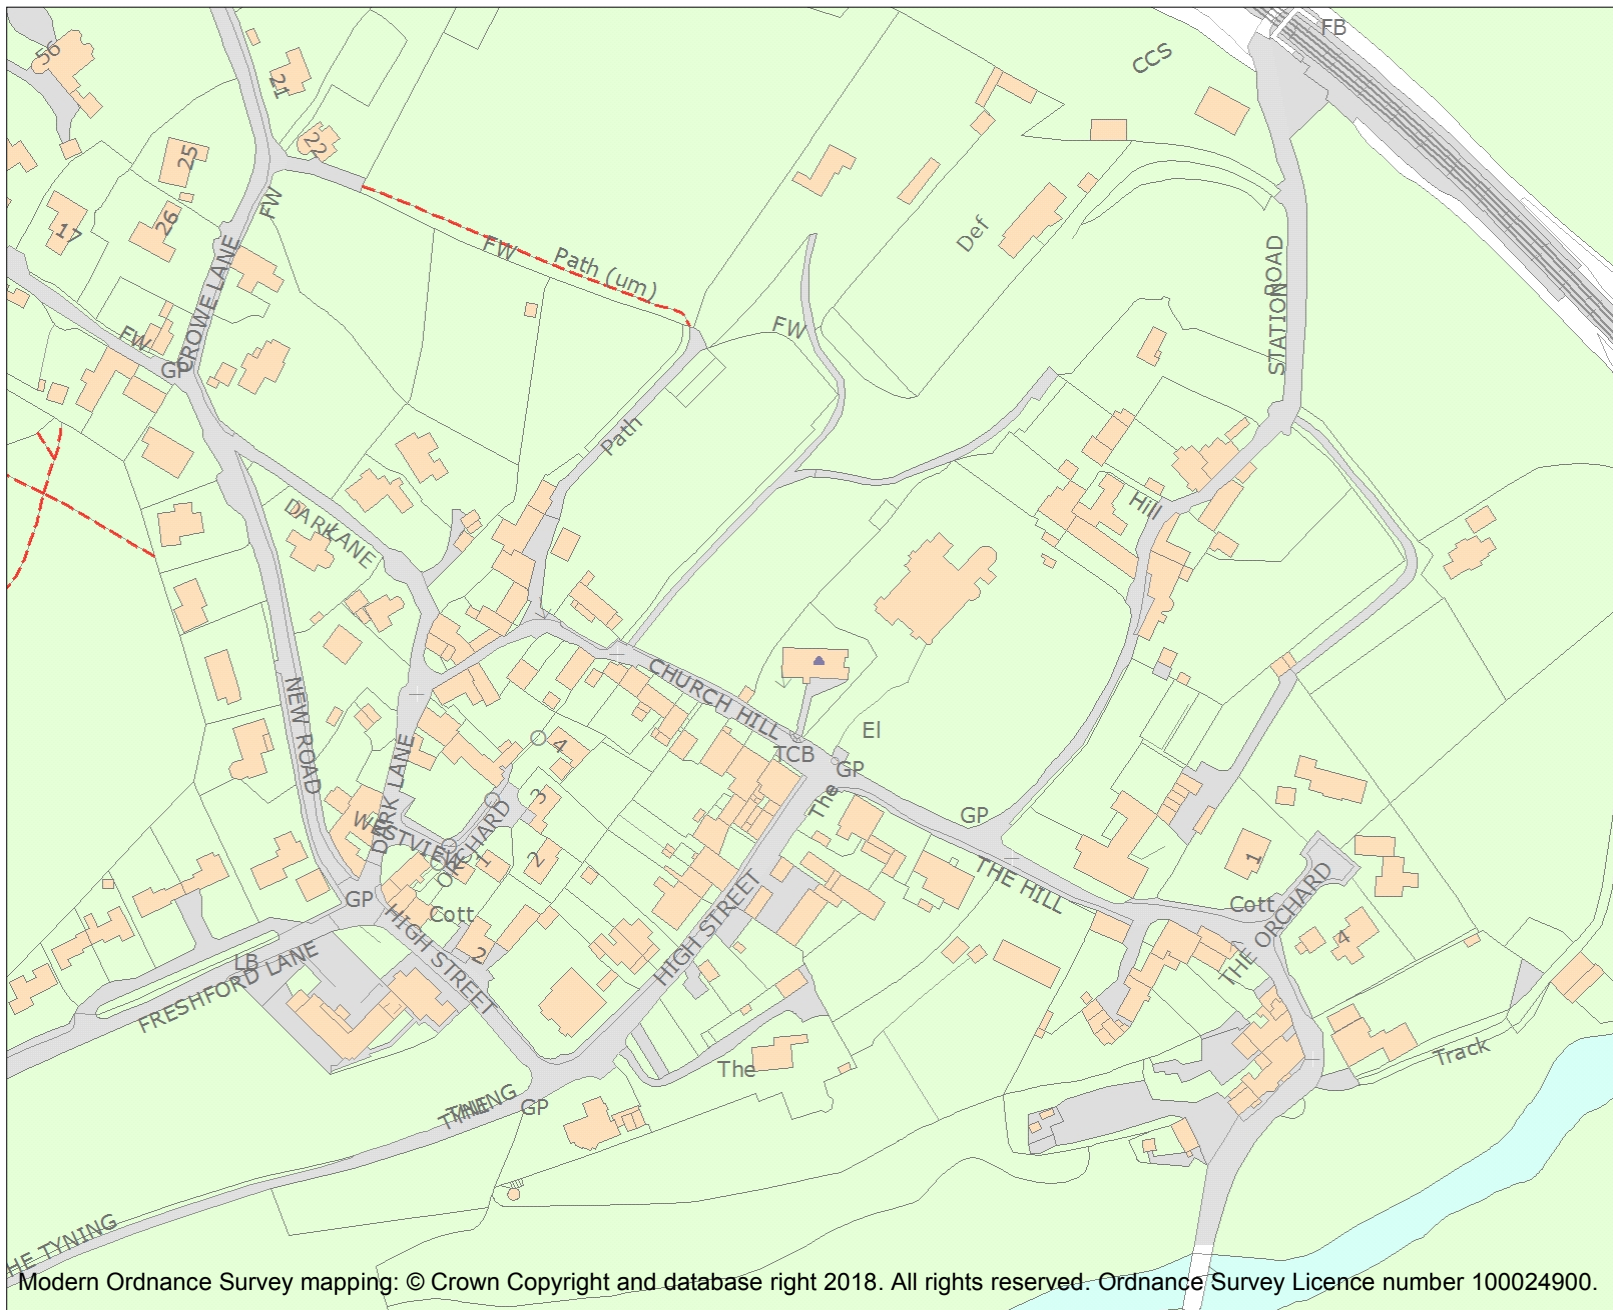 FB
56
CCS
21
22
25
FW
26
17
Def
CROWE LANE
FW
Path (um)
STATION
ROAD
FW
FW
GP
Path
Hill
DARK
LANE
CHURCH HILL
NEW ROAD
El
4
TCB
GP
DARK LANE
The
3
ORCHARD
GP
WESTVIEW
1
2
1
THE HILL
GP
HIGH STREET
Cott
Cott
THE ORCHARD
HIGH STREET
4
2
LB
FRESHFORD LANE
Track
The
THE
TYNING
GP
HE TYNING
Modern Ordnance Survey mapping: © Crown Copyright and database right 2018. All rights reserved. Ordnance Survey Licence number 100024900.